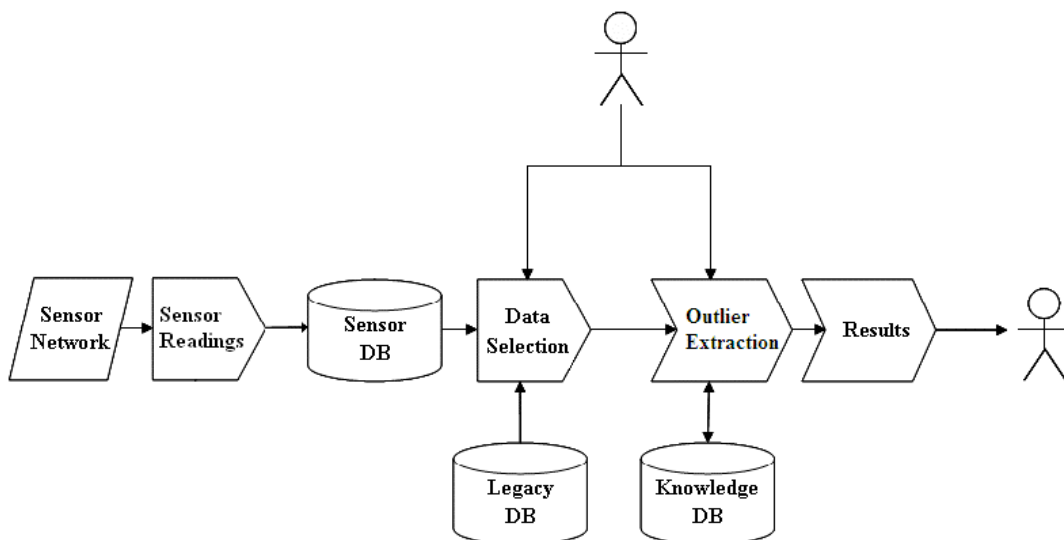 Sensor
Network
Sensor
Readings
Sensor
DB
Data
Selection
Outlier
Extraction
Results
Legacy
DB
Knowledge
DB